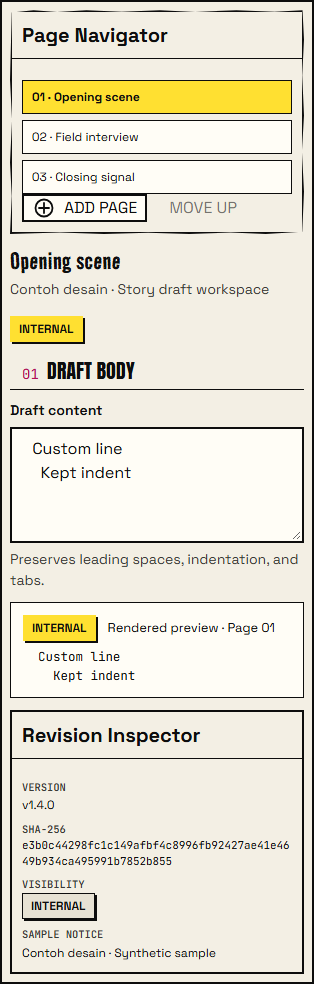 Page Navigator
01 · Opening scene
02 · Field interview
03 · Closing signal
ADD PAGE MOVE UP
Opening scene
Contoh desain · Story draft workspace
INTERNAL
01 DRAFT BODY
Draft content
Custom line
Kept indent
Preserves leading spaces, indentation, and
tabs.
INTERNAL Rendered preview · Page 01
Custom line
Kept indent
Revision Inspector
VERSION
v1.4.0
SHA-256
e3b0c44298fc1c149afbf4c8996fb92427ae41e46
49b934ca495991b7852b855
VISIBILITY
INTERNAL
SAMPLE NOTICE
Contoh desain · Synthetic sample